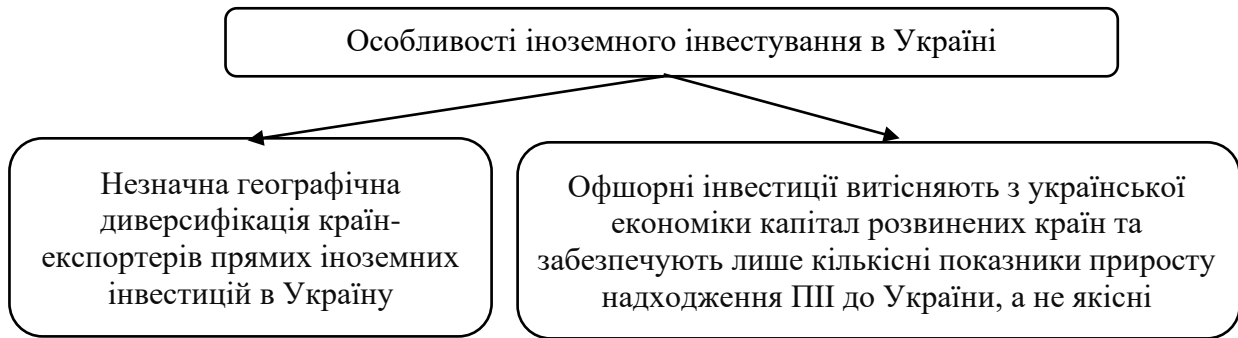 Особливості іноземного інвестування в Україні
Незначна географічна
диверсифікація країн-
експортерів прямих іноземних
інвестицій в Україну
Офшорні інвестиції витісняють з української
економіки капітал розвинених країн та
забезпечують лише кількісні показники приросту
надходження ПІІ до України, а не якісні